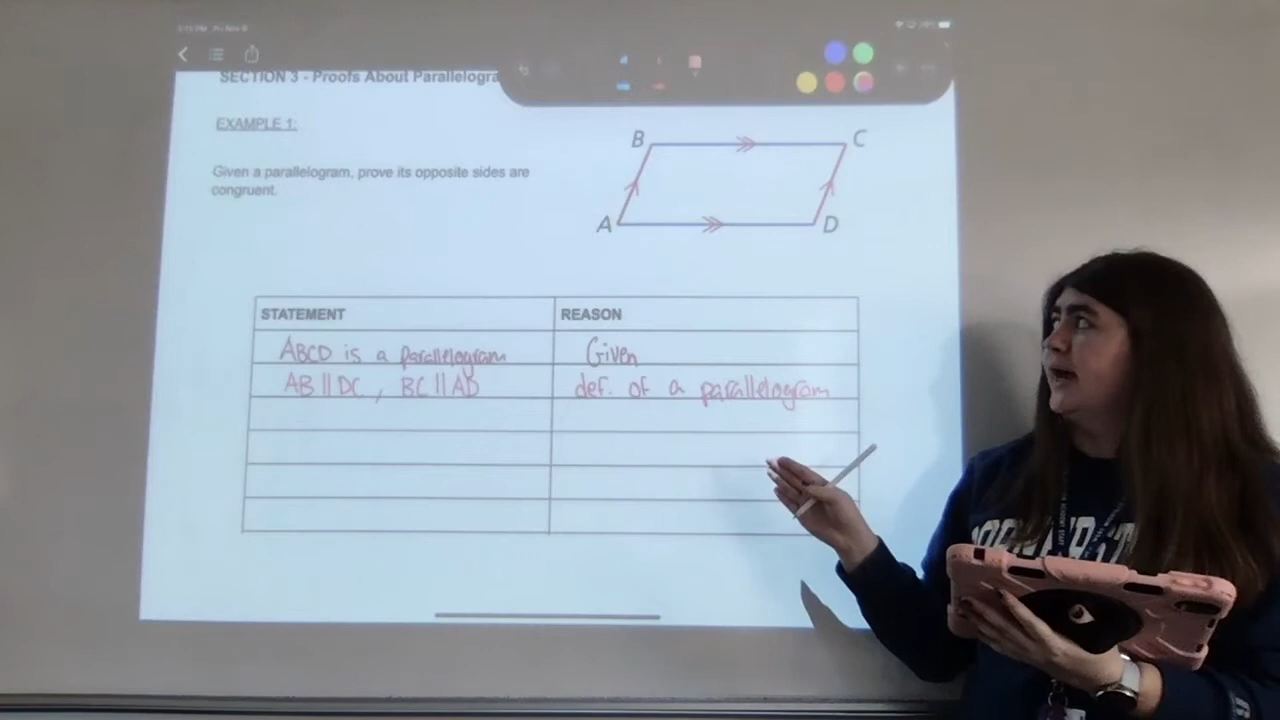 SECTION 3 - Proofs About Parallelogra
EXAMPLE 1:
Given a parallelogram, prove its opposite sides are
congruent.
B
C
A
D
STATEMENT
REASON
ABCD is a parallelogram
Given
AB || DC , BC || AD
def. of a parallelogram